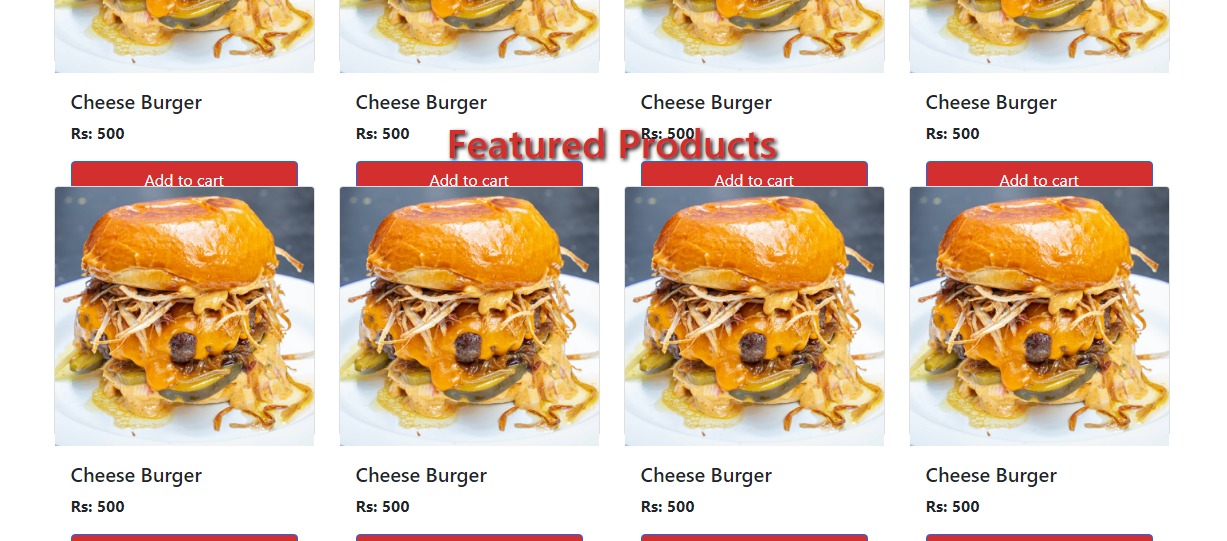 Cheese Burger Cheese Burger Cheese Burger Cheese Burger
Rs: 500 Rs: 500 Rs: 500 Rs: 500
Featured Products
Add to cart Add to cart Add to cart Add to cart
Cheese Burger Cheese Burger Cheese Burger Cheese Burger
Rs: 500 Rs: 500 Rs: 500 Rs: 500